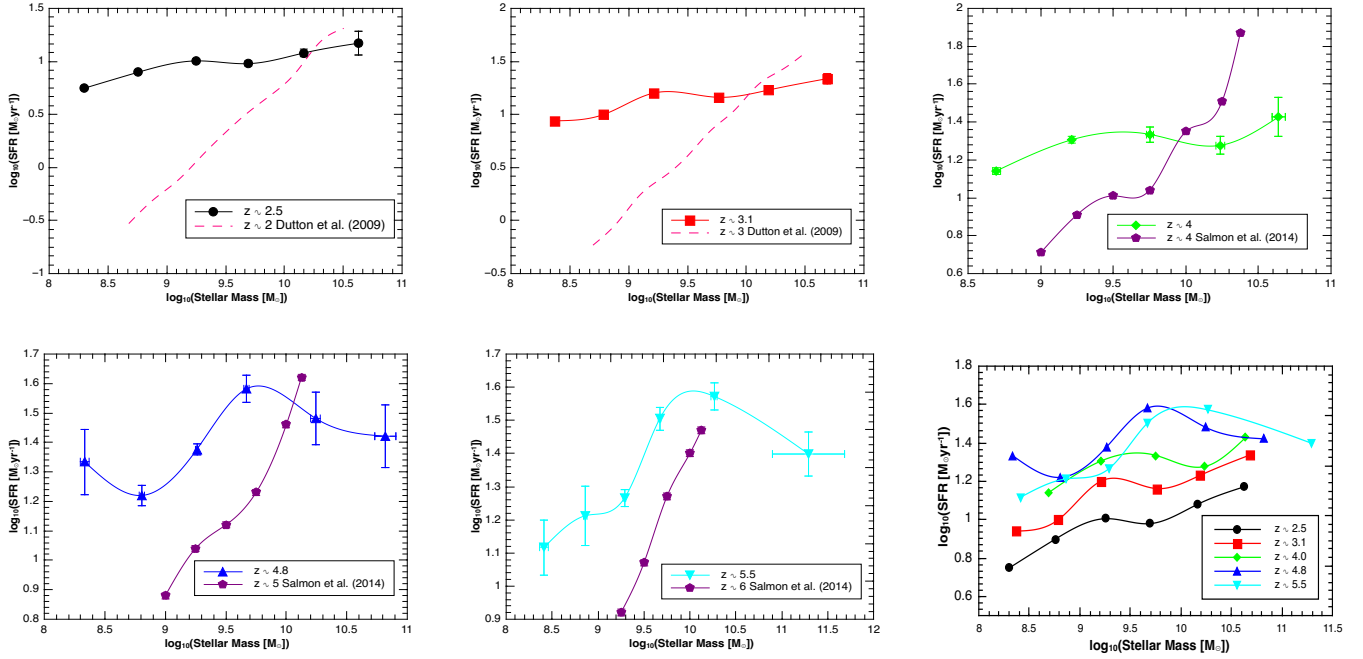 1.5
1
0.5
0
−0.5
−1
log₁₀(SFR [M☉yr⁻¹])
z ∿ 2.5
z ∿ 2 Dutton et al. (2009)
8 8.5 9 9.5 10 10.5 11
log₁₀(Stellar Mass [M☉])
2
1.5
1
0.5
0
−0.5
log₁₀(SFR [M☉yr⁻¹])
z ∿ 3.1
z ∿ 3 Dutton et al. (2009)
8 8.5 9 9.5 10 10.5 11
log₁₀(Stellar Mass [M☉])
2
1.8
1.6
1.4
1.2
1
0.8
0.6
log₁₀(SFR [M☉yr⁻¹])
z ∿ 4
z ∿ 4 Salmon et al. (2014)
8.5 9 9.5 10 10.5 11
log₁₀(Stellar Mass [M☉])
1.7
1.6
1.5
1.4
1.3
1.2
1.1
1
0.9
0.8
log₁₀(SFR [M☉yr⁻¹])
z ∿ 4.8
z ∿ 5 Salmon et al. (2014)
8 8.5 9 9.5 10 10.5 11
log₁₀(Stellar Mass [M☉])
1.7
1.6
1.5
1.4
1.3
1.2
1.1
1
0.9
log₁₀(SFR [M☉yr⁻¹])
z ∿ 5.5
z ∿ 6 Salmon et al. (2014)
8 8.5 9 9.5 10 10.5 11 11.5 12
log₁₀(Stellar Mass [M☉])
1.8
1.6
1.4
1.2
1
0.8
0.6
log₁₀(SFR [M☉yr⁻¹])
z ∿ 2.5
z ∿ 3.1
z ∿ 4.0
z ∿ 4.8
z ∿ 5.5
8 8.5 9 9.5 10 10.5 11 11.5
log₁₀(Stellar Mass [M☉])